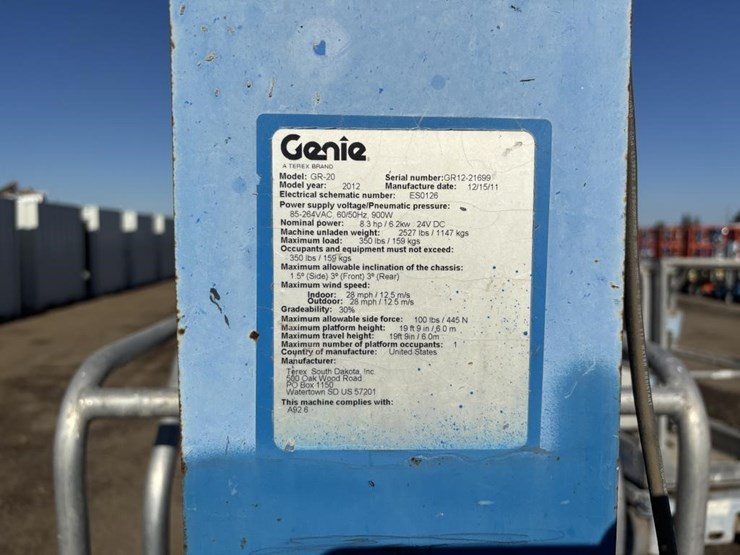 Genie
A TEREX BRAND
Model: GR-20 Serial number:GR12-21699
Model year: 2012 Manufacture date: 12/15/11
Electrical schematic number: ES0126
Power supply voltage/Pneumatic pressure:
85-264VAC, 60/50Hz, 900W
Nominal power: 8.3 hp / 6.2kw : 24V DC
Machine unladen weight: 2527 lbs / 1147 kgs
Maximum load: 350 lbs / 159 kgs
Occupants and equipment must not exceed:
350 lbs / 159 kgs
Maximum allowable inclination of the chassis:
1.5º (Side) 3º (Front) 3º (Rear)
Maximum wind speed:
Indoor: 28 mph / 12.5 m/s
Outdoor: 28 mph / 12.5 m/s
Gradeability: 30%
Maximum allowable side force: 100 lbs / 445 N
Maximum platform height: 19 ft 9 in / 6.0 m
Maximum travel height: 19ft 9in / 6.0m
Maximum number of platform occupants: 1
Country of manufacture: United States
Manufacturer:
Terex South Dakota, Inc.
500 Oak Wood Road
PO Box 1150
Watertown SD US 57201
This machine complies with:
A92.6